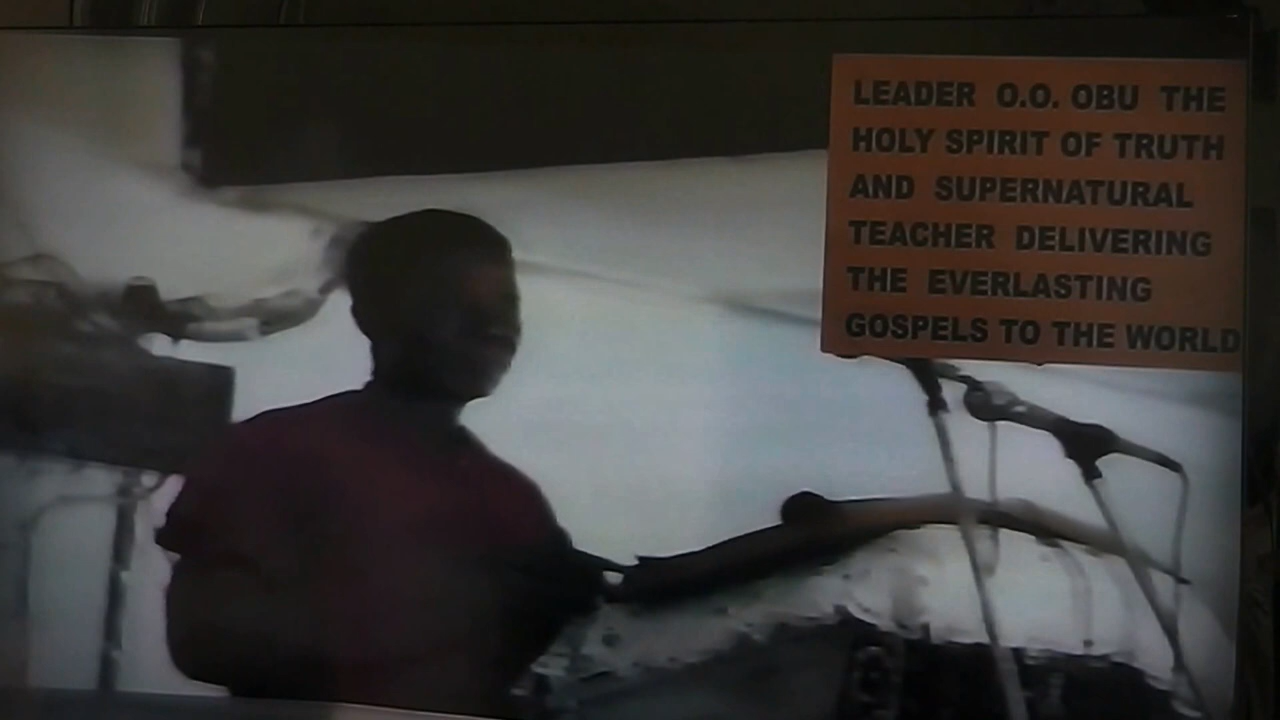 LEADER O.O. OBU THE
HOLY SPIRIT OF TRUTH
AND SUPERNATURAL
TEACHER DELIVERING
THE EVERLASTING
GOSPELS TO THE WORLD